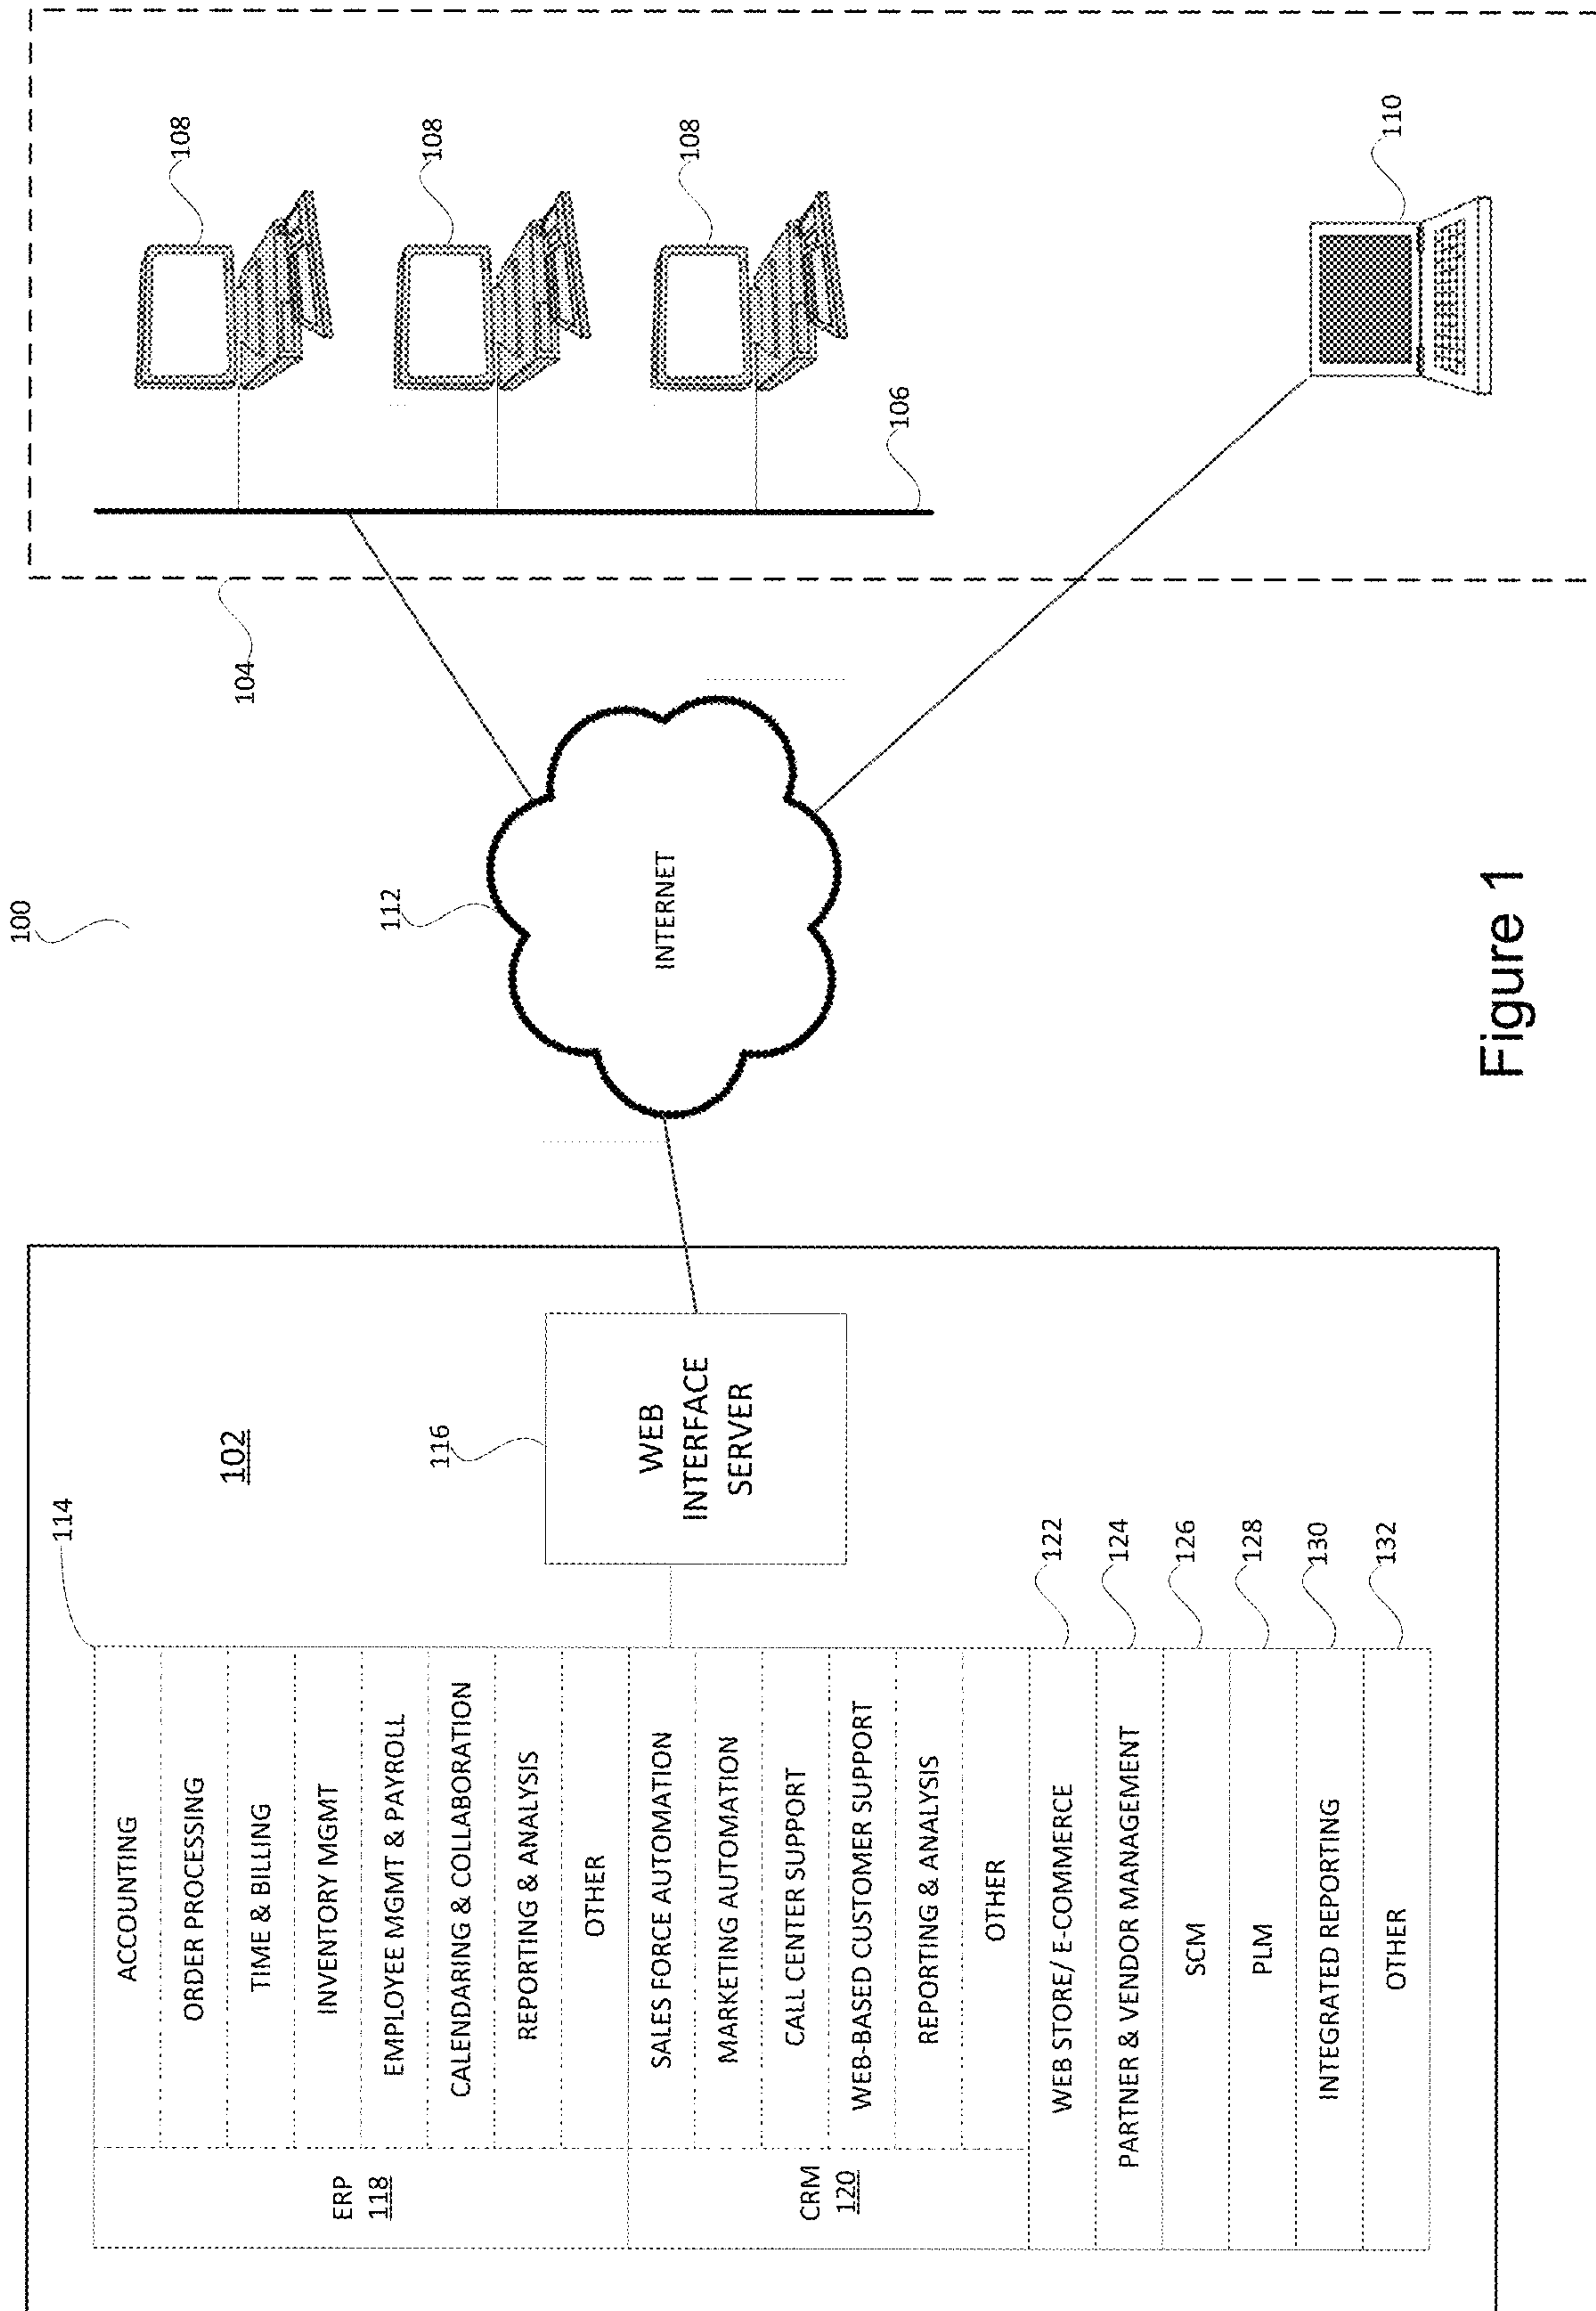 100
102
114
ERP
118
ACCOUNTING
ORDER PROCESSING
TIME & BILLING
INVENTORY MGMT
EMPLOYEE MGMT & PAYROLL
CALENDARING & COLLABORATION
REPORTING & ANALYSIS
OTHER
CRM
120
SALES FORCE AUTOMATION
MARKETING AUTOMATION
CALL CENTER SUPPORT
WEB-BASED CUSTOMER SUPPORT
REPORTING & ANALYSIS
OTHER
WEB STORE/ E-COMMERCE
122
PARTNER & VENDOR MANAGEMENT
124
SCM
126
PLM
128
INTEGRATED REPORTING
130
OTHER
132
116
WEB
INTERFACE
SERVER
112
INTERNET
104
106
108
108
108
110
Figure 1